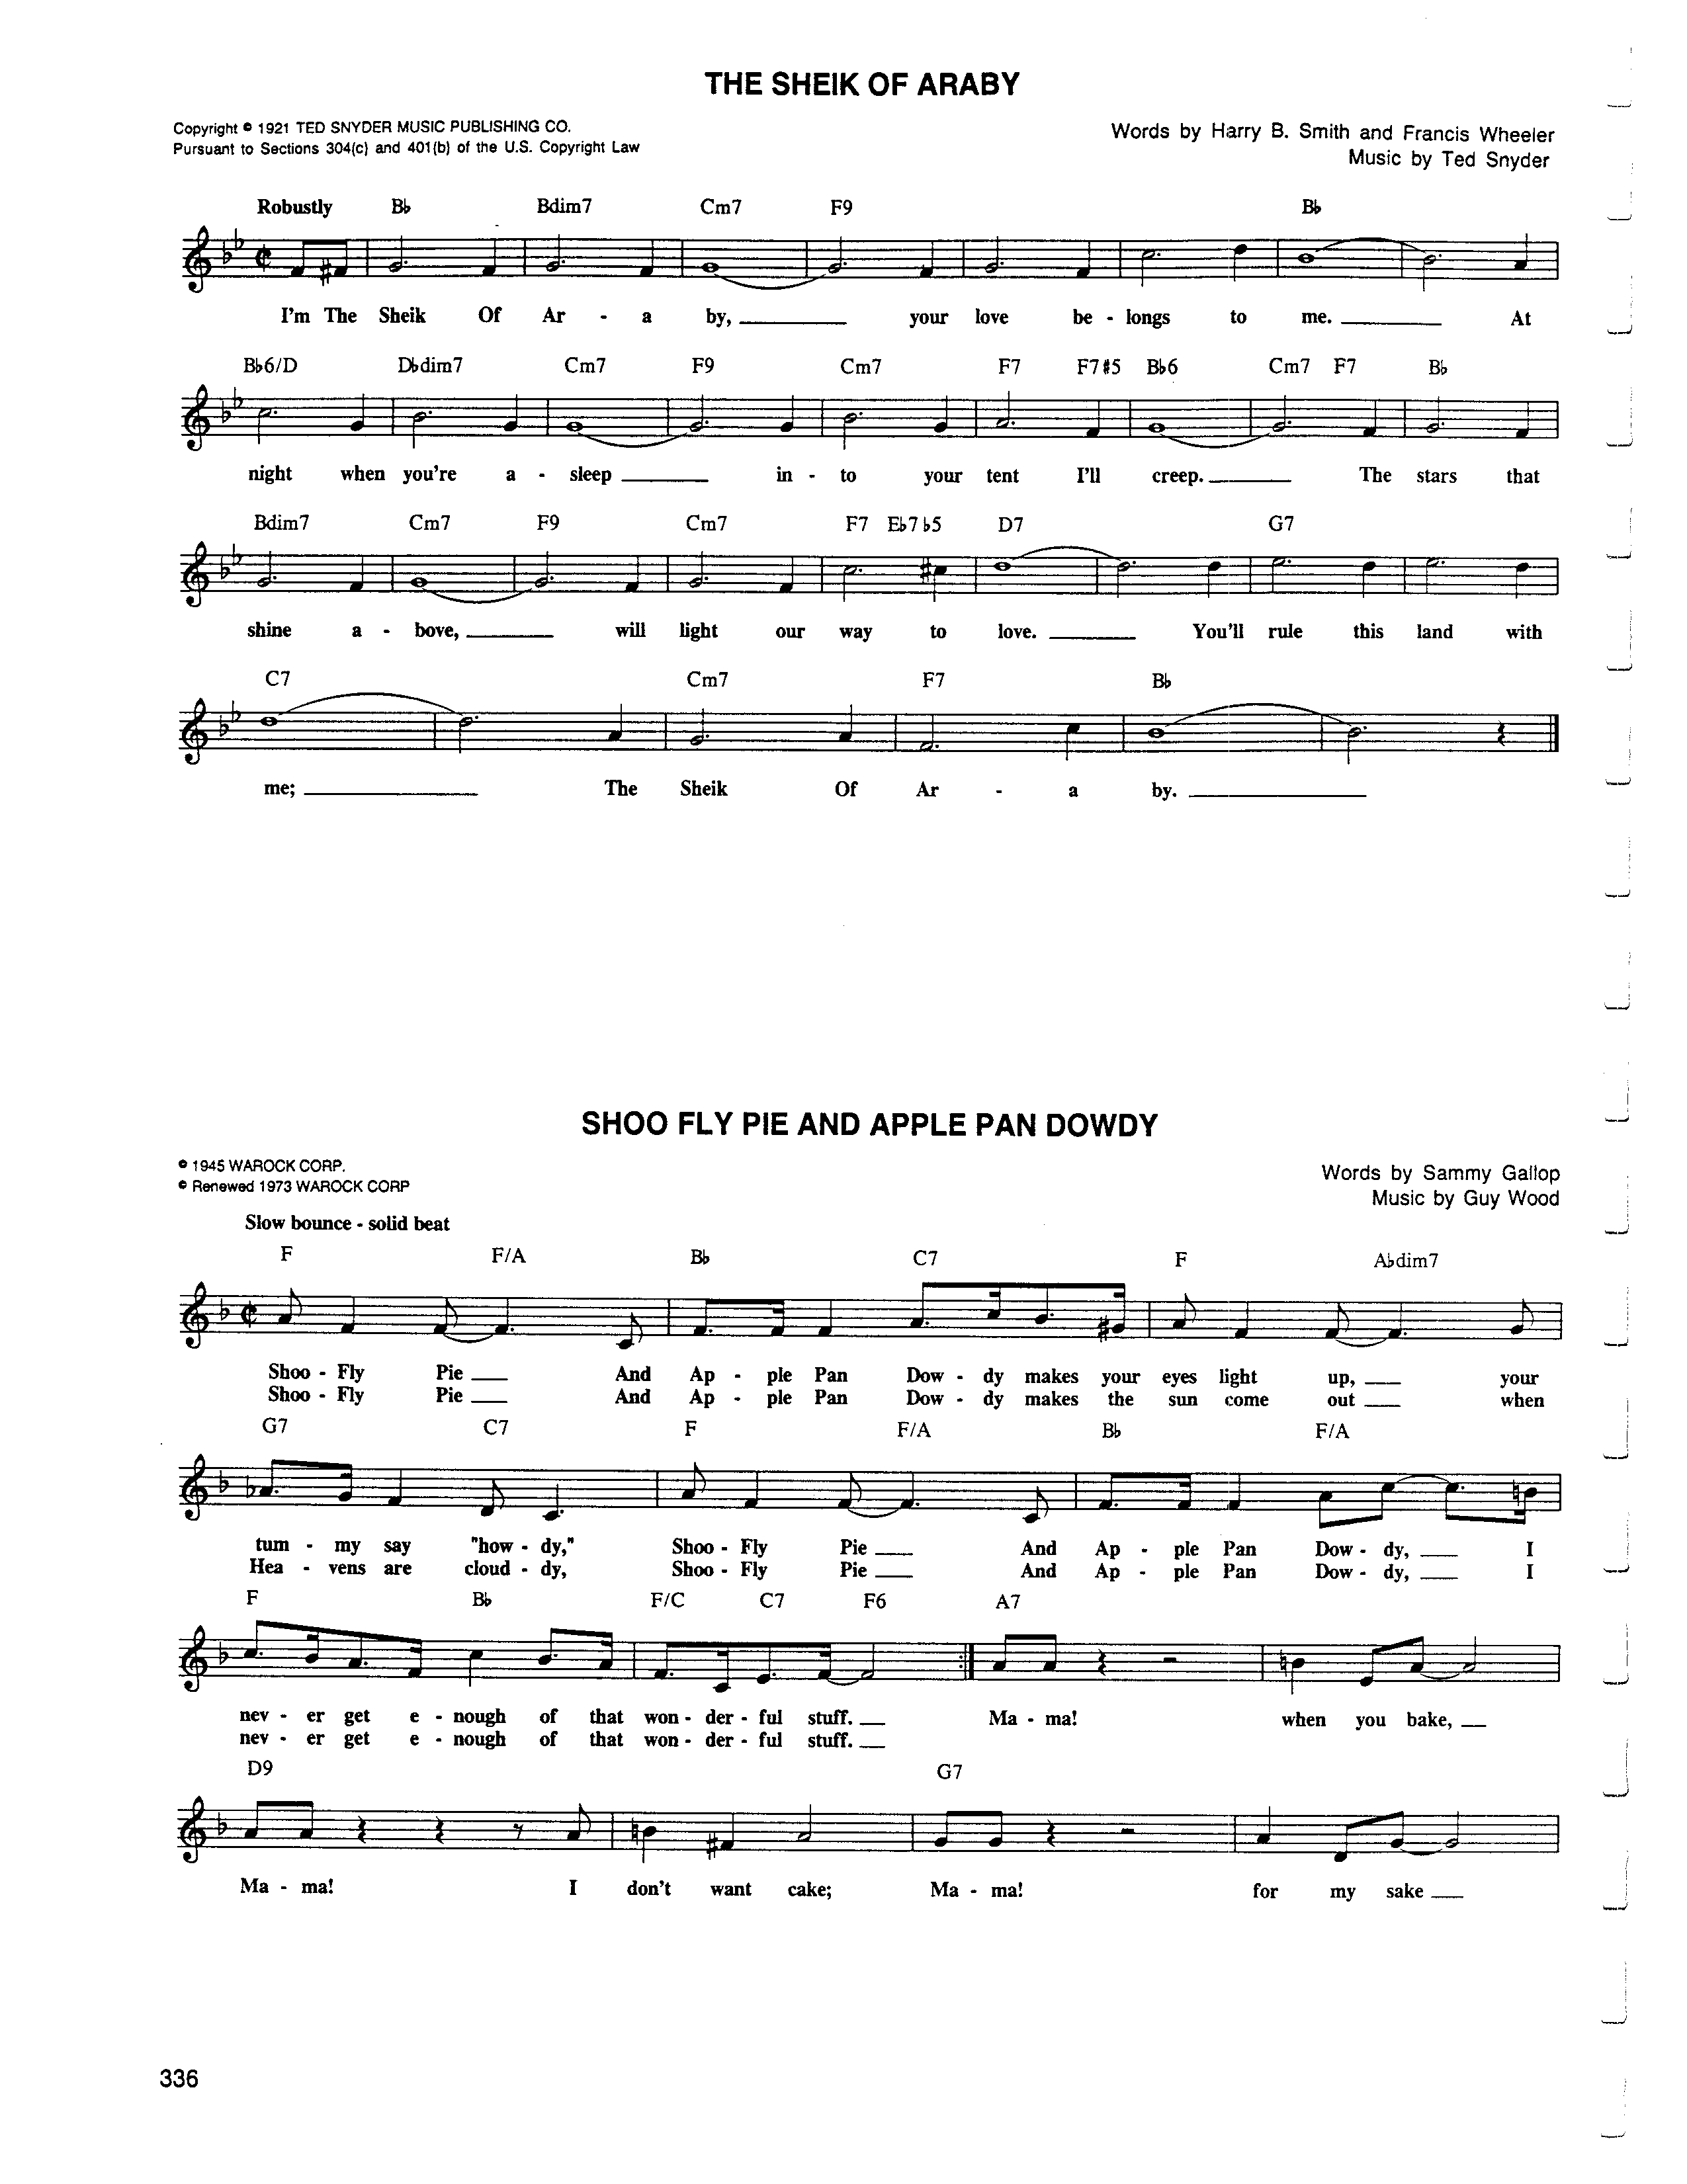 THE SHEIK OF ARABY
Copyright © 1921 TED SNYDER MUSIC PUBLISHING CO.
Pursuant to Sections 304(c) and 401(b) of the U.S. Copyright Law
Words by Harry B. Smith and Francis Wheeler
Music by Ted Snyder
Robustly B♭ Bdim7 Cm7 F9 B♭
I'm The Sheik Of Ar - a by, your love be - longs to me. At
B♭6/D D♭dim7 Cm7 F9 Cm7 F7 F7#5 B♭6 Cm7 F7 B♭
night when you're a - sleep in - to your tent I'll creep. The stars that
Bdim7 Cm7 F9 Cm7 F7 E♭7♭5 D7 G7
shine a - bove, will light our way to love. You'll rule this land with
C7 Cm7 F7 B♭
me; The Sheik Of Ar - a by.
SHOO FLY PIE AND APPLE PAN DOWDY
© 1945 WAROCK CORP.
© Renewed 1973 WAROCK CORP
Words by Sammy Gallop
Music by Guy Wood
Slow bounce - solid beat
F F/A B♭ C7 F A♭dim7
Shoo - Fly Pie And Ap - ple Pan Dow - dy makes your eyes light up, your
Shoo - Fly Pie And Ap - ple Pan Dow - dy makes the sun come out when
G7 C7 F F/A B♭ F/A
tum - my say "how - dy," Shoo - Fly Pie And Ap - ple Pan Dow - dy, I
Hea - vens are cloud - dy, Shoo - Fly Pie And Ap - ple Pan Dow - dy, I
F B♭ F/C C7 F6 A7
nev - er get e - nough of that won - der - ful stuff. Ma - ma! when you bake,
nev - er get e - nough of that won - der - ful stuff.
D9 G7
Ma - ma! I don't want cake; Ma - ma! for my sake
336